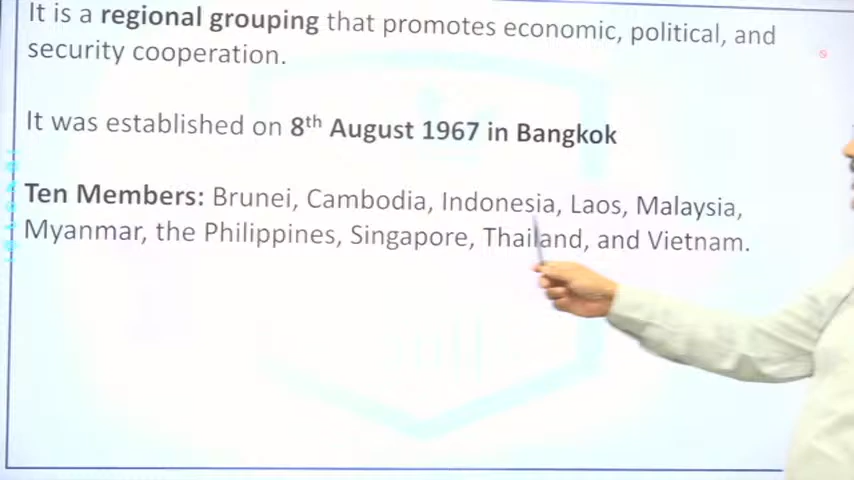 It is a regional grouping that promotes economic, political, and
security cooperation.
It was established on 8th August 1967 in Bangkok
Ten Members: Brunei, Cambodia, Indonesia, Laos, Malaysia,
Myanmar, the Philippines, Singapore, Thailand, and Vietnam.